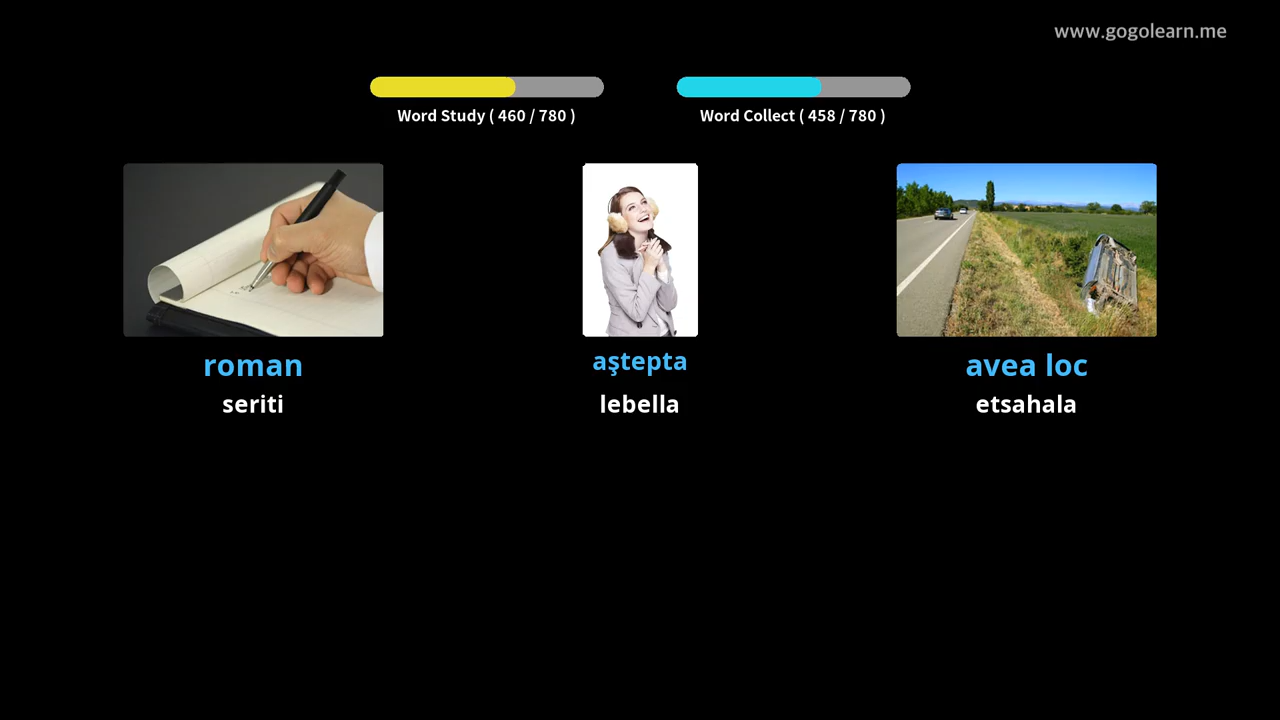 www.gogolearn.me
Word Study ( 460 / 780 )
Word Collect ( 458 / 780 )
roman
aştepta
avea loc
seriti
lebella
etsahala